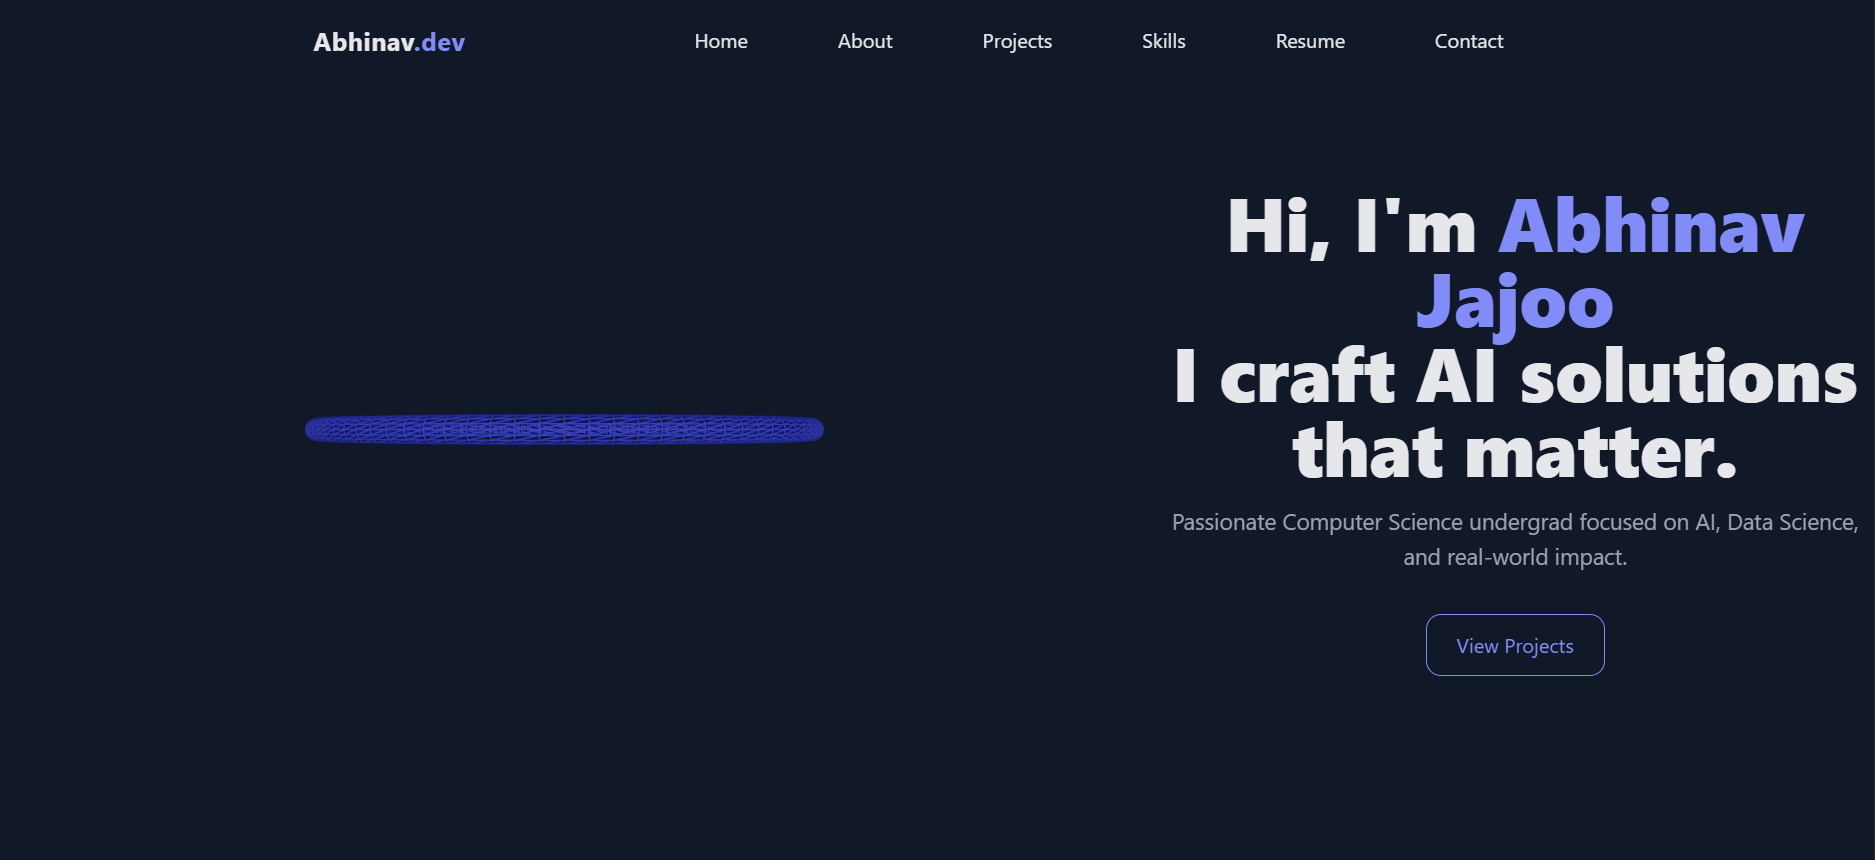 Abhinav.dev
Home About Projects Skills Resume Contact
Hi, I'm Abhinav
Jajoo
I craft AI solutions
that matter.
Passionate Computer Science undergrad focused on AI, Data Science,
and real-world impact.
View Projects